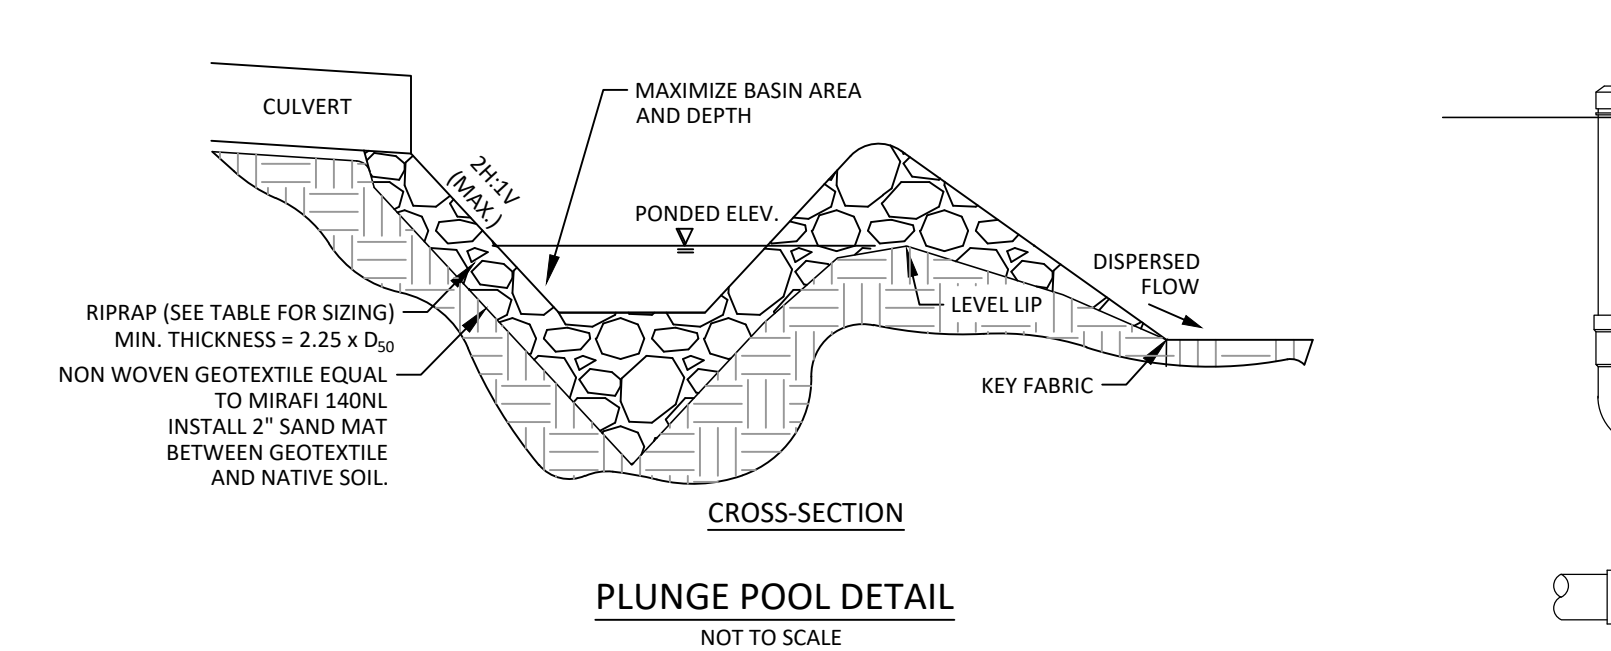 CULVERT
MAXIMIZE BASIN AREA
AND DEPTH
2H:1V
(MAX.)
PONDED ELEV.
DISPERSED
FLOW
LEVEL LIP
RIPRAP (SEE TABLE FOR SIZING)
MIN. THICKNESS = 2.25 x D50
NON WOVEN GEOTEXTILE EQUAL
TO MIRAFI 140NL
INSTALL 2" SAND MAT
BETWEEN GEOTEXTILE
AND NATIVE SOIL.
KEY FABRIC
CROSS-SECTION
PLUNGE POOL DETAIL
NOT TO SCALE